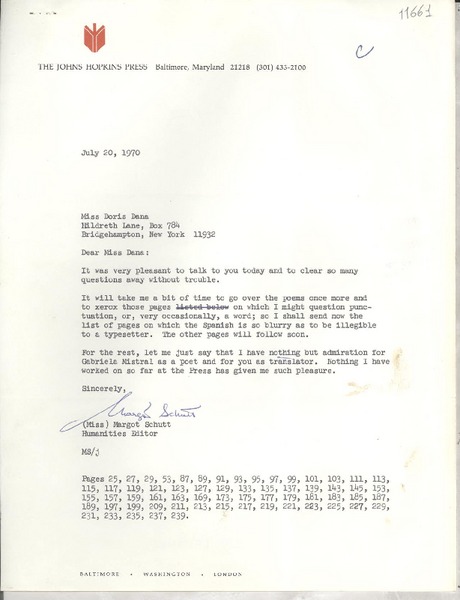 11661
C
THE JOHNS HOPKINS PRESS Baltimore, Maryland 21218 (301) 433-2100
July 20, 1970
Miss Doris Dana
Hildreth Lane, Box 784
Bridgehampton, New York 11932
Dear Miss Dana:
It was very pleasant to talk to you today and to clear so many
questions away without trouble.
It will take me a bit of time to go over the poems once more and
to xerox those pages listed below on which I might question punc-
tuation, or, very occasionally, a word; so I shall send now the
list of pages on which the Spanish is so blurry as to be illegible
to a typesetter. The other pages will follow soon.
For the rest, let me just say that I have nothing but admiration for
Gabriela Mistral as a poet and for you as translator. Nothing I have
worked on so far at the Press has given me such pleasure.
Sincerely,
Margot Schutt
(Miss) Margot Schutt
Humanities Editor
MS/j
Pages 25, 27, 29, 53, 87, 89, 91, 93, 95, 97, 99, 101, 103, 111, 113,
115, 117, 119, 121, 123, 127, 129, 133, 135, 137, 139, 143, 145, 153,
155, 157, 159, 161, 163, 169, 173, 175, 177, 179, 181, 183, 185, 187,
189, 197, 199, 209, 211, 213, 215, 217, 219, 221, 223, 225, 227, 229,
231, 233, 235, 237, 239.
BALTIMORE • WASHINGTON • LONDON